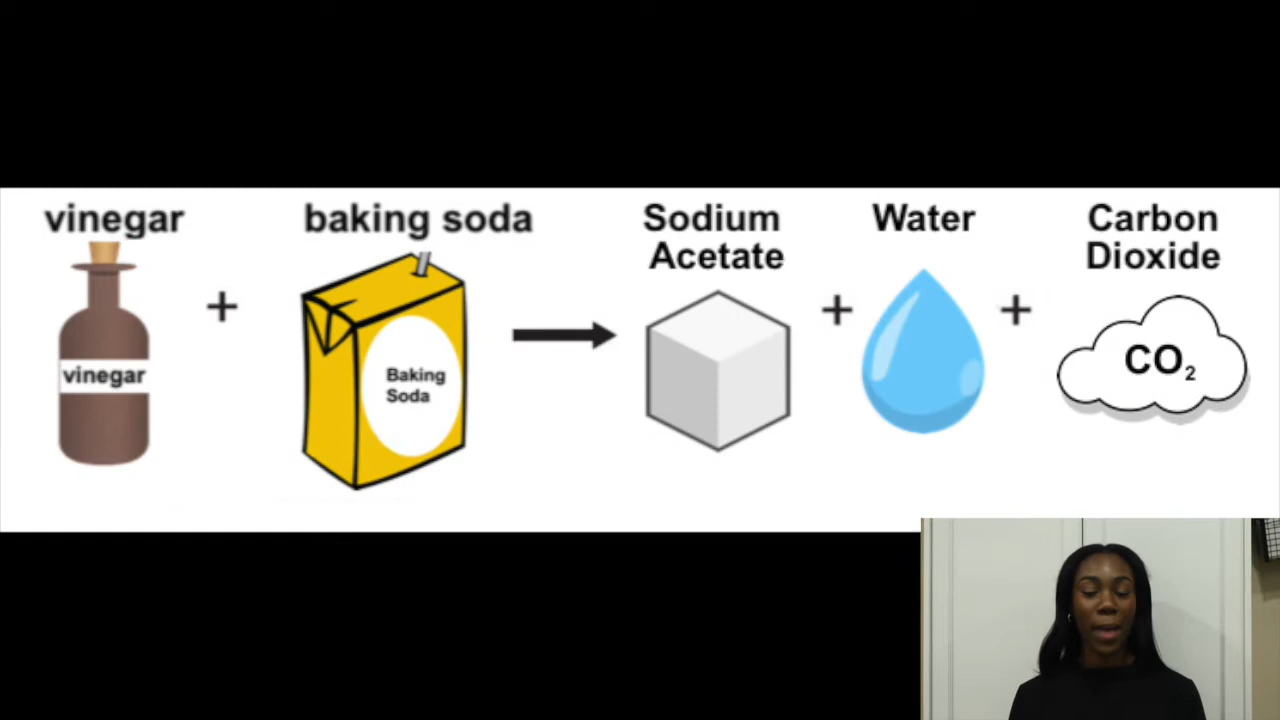 vinegar
baking soda
Sodium
Acetate
Water
Carbon
Dioxide
vinegar
+
Baking
Soda
+
+
CO₂